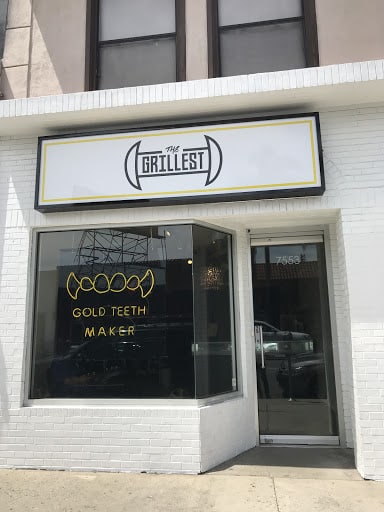 THE
GRILLEST
7553
GOLD TEETH
MAKER